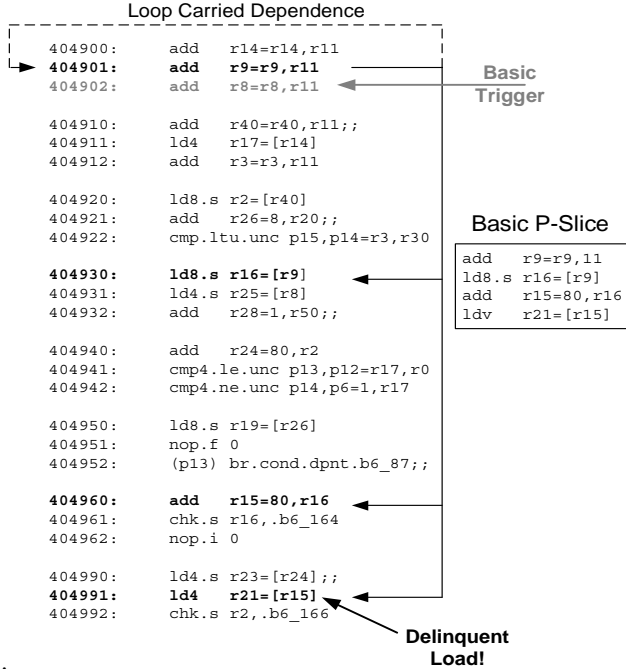 Loop Carried Dependence
404900: add r14=r14,r11
404901: add r9=r9,r11
404902: add r8=r8,r11
Basic
Trigger
404910: add r40=r40,r11;;
404911: ld4 r17=[r14]
404912: add r3=r3,r11
404920: ld8.s r2=[r40]
404921: add r26=8,r20;;
404922: cmp.ltu.unc p15,p14=r3,r30
404930: ld8.s r16=[r9]
404931: ld4.s r25=[r8]
404932: add r28=1,r50;;
404940: add r24=80,r2
404941: cmp4.le.unc p13,p12=r17,r0
404942: cmp4.ne.unc p14,p6=1,r17
404950: ld8.s r19=[r26]
404951: nop.f 0
404952: (p13) br.cond.dpnt.b6_87;;
404960: add r15=80,r16
404961: chk.s r16,.b6_164
404962: nop.i 0
404990: ld4.s r23=[r24];;
404991: ld4 r21=[r15]
404992: chk.s r2,.b6_166
Basic P-Slice
add r9=r9,11
ld8.s r16=[r9]
add r15=80,r16
ldv r21=[r15]
Delinquent
Load!